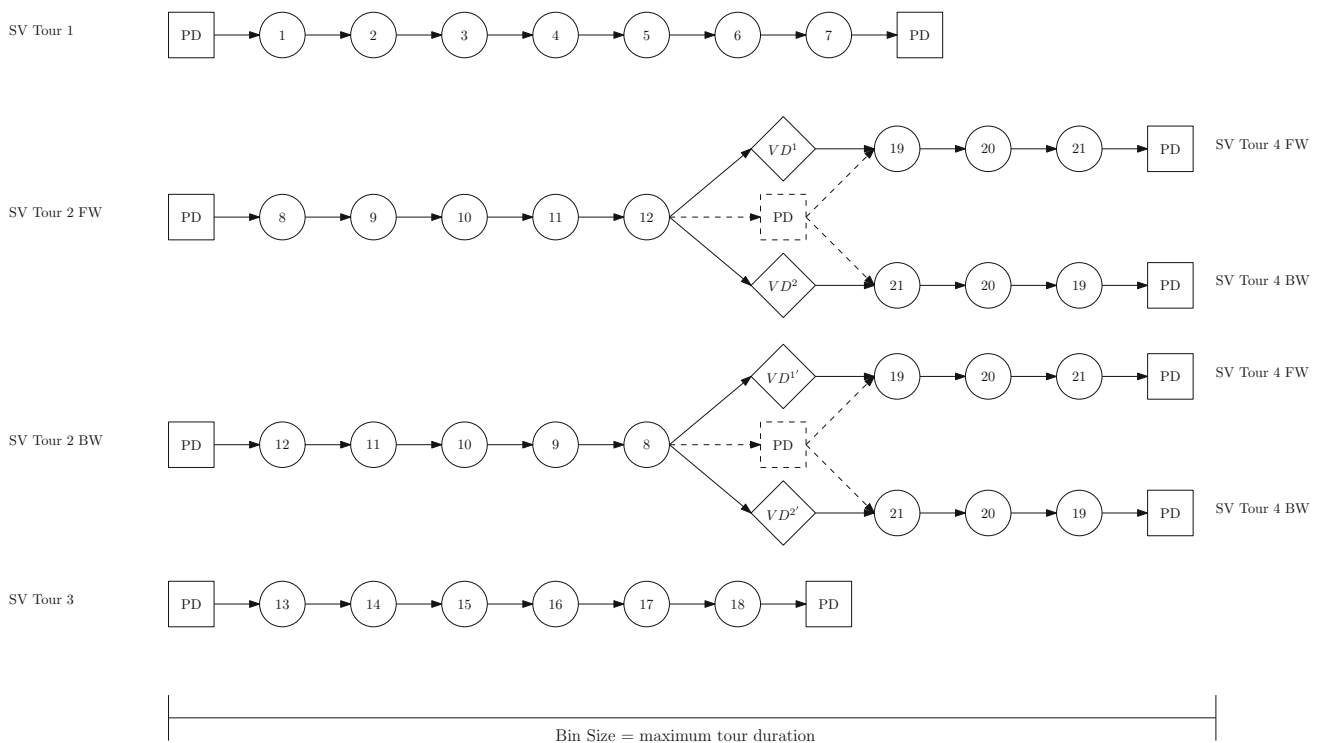 SV Tour 1 PD 1 2 3 4 5 6 7 PD
VD¹ 19 20 21 PD SV Tour 4 FW
SV Tour 2 FW PD 8 9 10 11 12 PD
VD² 21 20 19 PD SV Tour 4 BW
VD¹′ 19 20 21 PD SV Tour 4 FW
SV Tour 2 BW PD 12 11 10 9 8 PD
VD²′ 21 20 19 PD SV Tour 4 BW
SV Tour 3 PD 13 14 15 16 17 18 PD
Bin Size = maximum tour duration